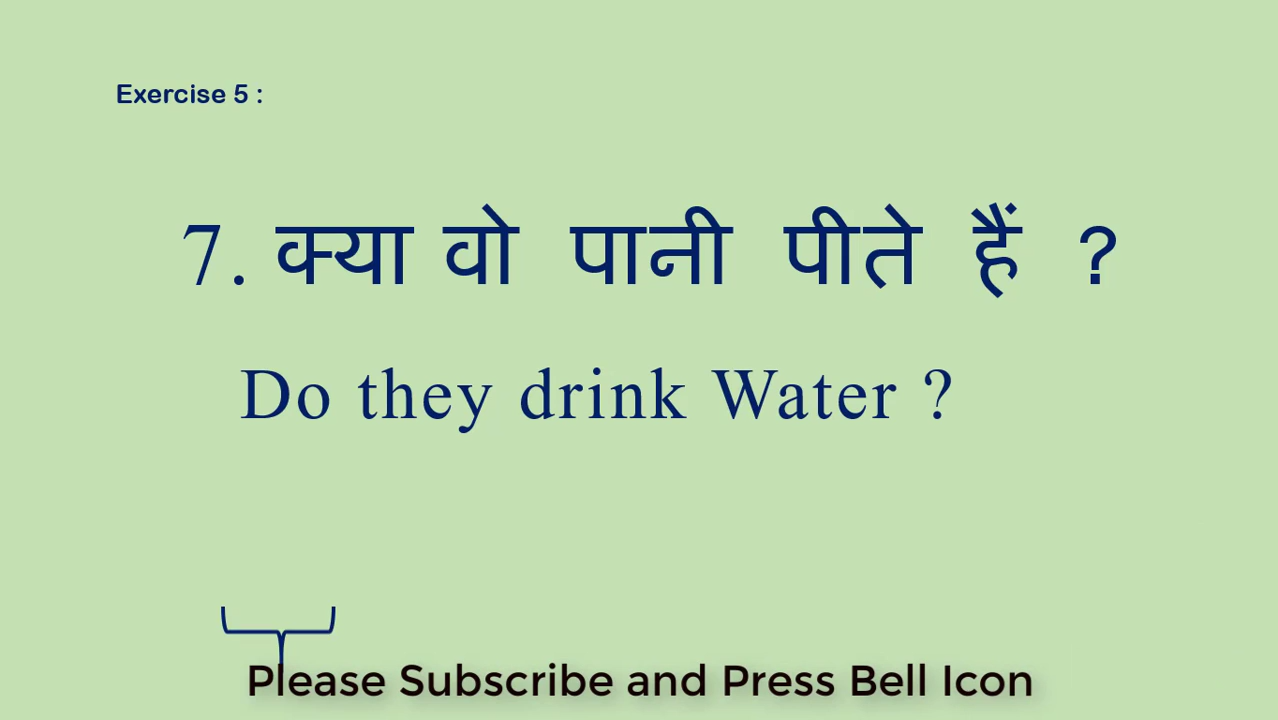 Exercise 5 :
7. क्या वो पानी पीते हैं ?
Do they drink Water ?
Please Subscribe and Press Bell Icon